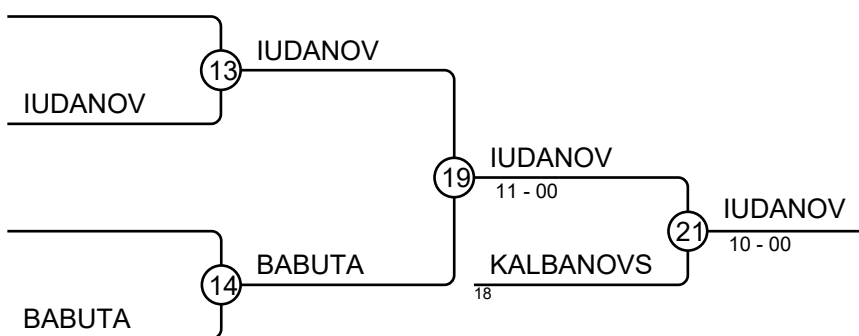 IUDANOV
13
IUDANOV
IUDANOV
19
11 - 00
IUDANOV
21
10 - 00
BABUTA
14
KALBANOVS
18
BABUTA